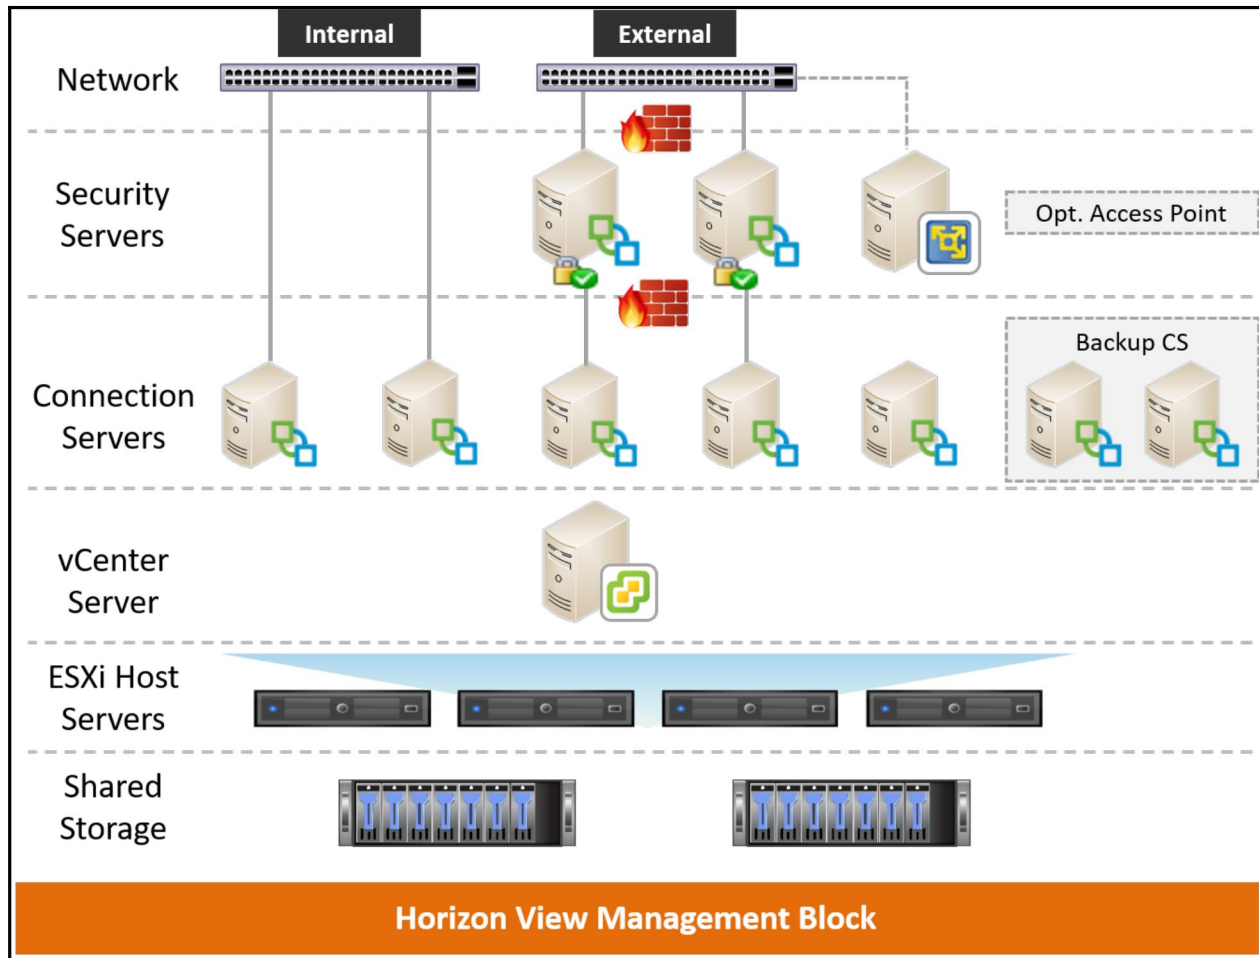 Internal
External
Network
Security
Servers
Opt. Access Point
Connection
Servers
Backup CS
vCenter
Server
ESXi Host
Servers
Shared
Storage
Horizon View Management Block